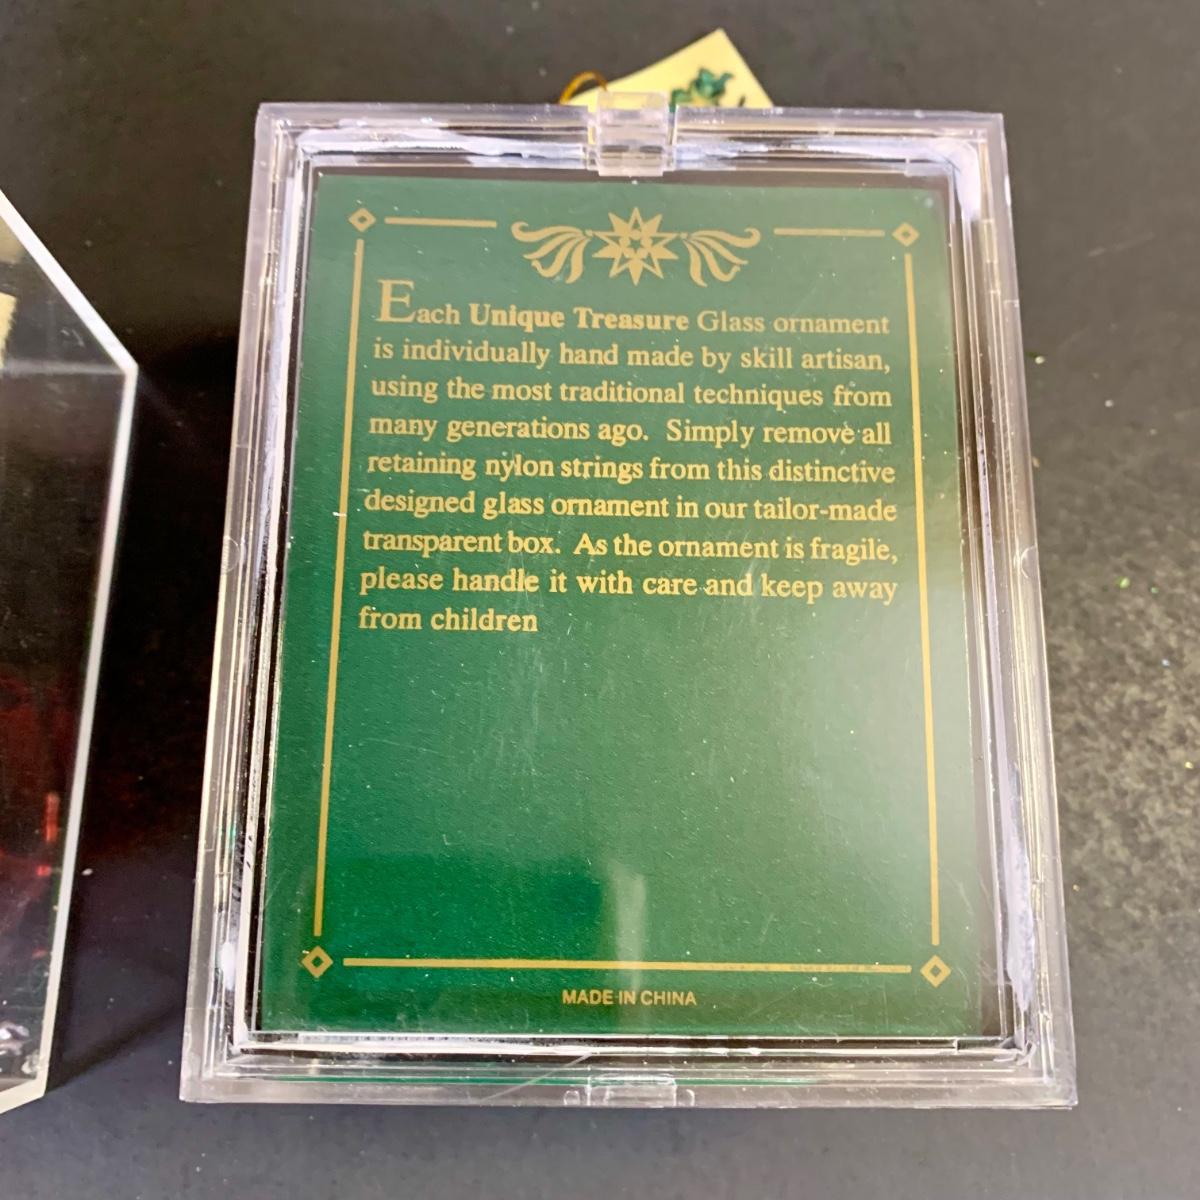 Each Unique Treasure Glass ornament
is individually hand made by skill artisan,
using the most traditional techniques from
many generations ago. Simply remove all
retaining nylon strings from this distinctive
designed glass ornament in our tailor-made
transparent box. As the ornament is fragile,
please handle it with care and keep away
from children
MADE IN CHINA